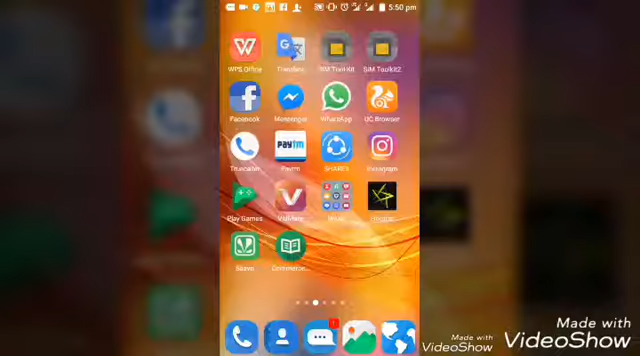 5:50 pm
WPS Office
Translate
SIM Toolkit
SIM Toolkit2
Facebook
Messenger
WhatsApp
UC Browser
Truecaller
Paytm
SHAREit
Instagram
Play Games
VidMate
Saavn
Commerce...
Made with
VideoShow
Made with
VideoShow